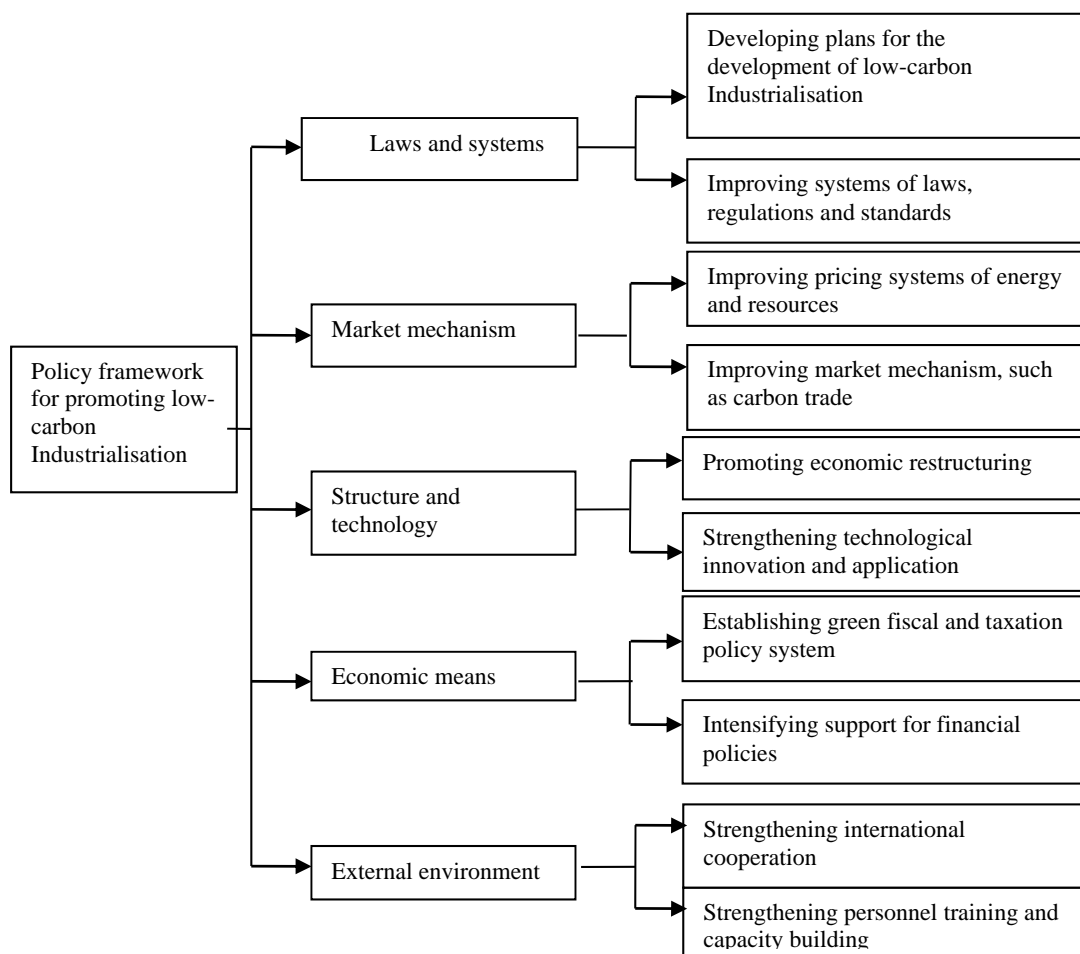 Policy framework
for promoting low-
carbon
Industrialisation
Laws and systems
Developing plans for the
development of low-carbon
Industrialisation
Improving systems of laws,
regulations and standards
Market mechanism
Improving pricing systems of energy
and resources
Improving market mechanism, such
as carbon trade
Structure and
technology
Promoting economic restructuring
Strengthening technological
innovation and application
Economic means
Establishing green fiscal and taxation
policy system
Intensifying support for financial
policies
External environment
Strengthening international
cooperation
Strengthening personnel training and
capacity building